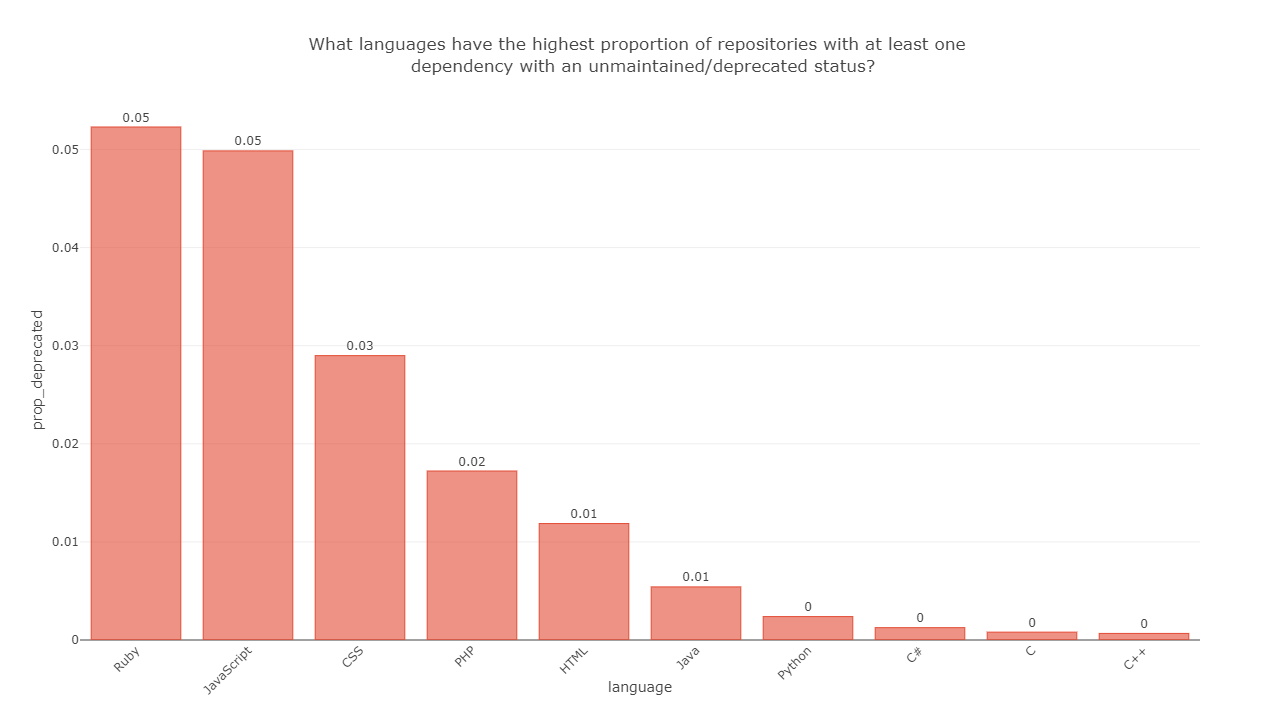 What languages have the highest proportion of repositories with at least one
dependency with an unmaintained/deprecated status?
prop_deprecated
0.05
0.04
0.03
0.02
0.01
0
0.05
0.05
0.03
0.02
0.01
0.01
0
0
0
0
Ruby
JavaScript
CSS
PHP
HTML
Java
Python
C#
C
C++
language